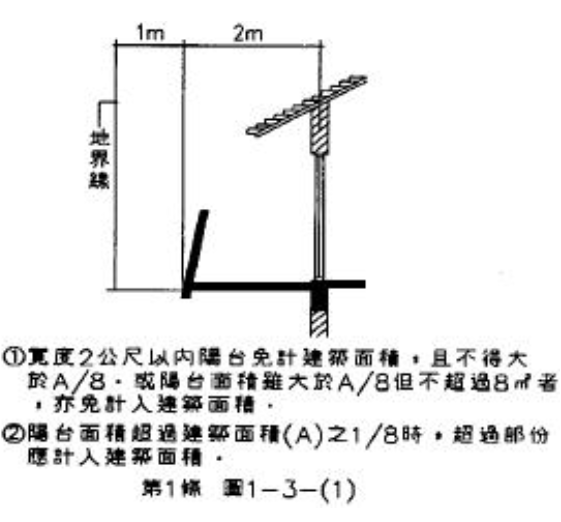 1m 2m
地界線
①寬度2公尺以內陽台免計建築面積，且不得大
於A/8．或陽台面積雖大於A/8但不超過8㎡者
，亦免計入建築面積．
②陽台面積超過建築面積(A)之1/8時，超過部份
應計入建築面積．
第1條 圖1-3-(1)